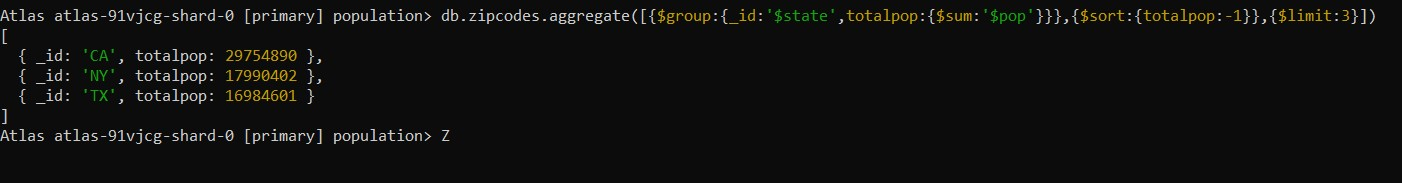 Atlas atlas-91vjcg-shard-0 [primary] population> db.zipcodes.aggregate([{$group:{_id:'$state',totalpop:{$sum:'$pop'}}},{$sort:{totalpop:-1}},{$limit:3}])
[
  { _id: 'CA', totalpop: 29754890 },
  { _id: 'NY', totalpop: 17990402 },
  { _id: 'TX', totalpop: 16984601 }
]
Atlas atlas-91vjcg-shard-0 [primary] population> Z